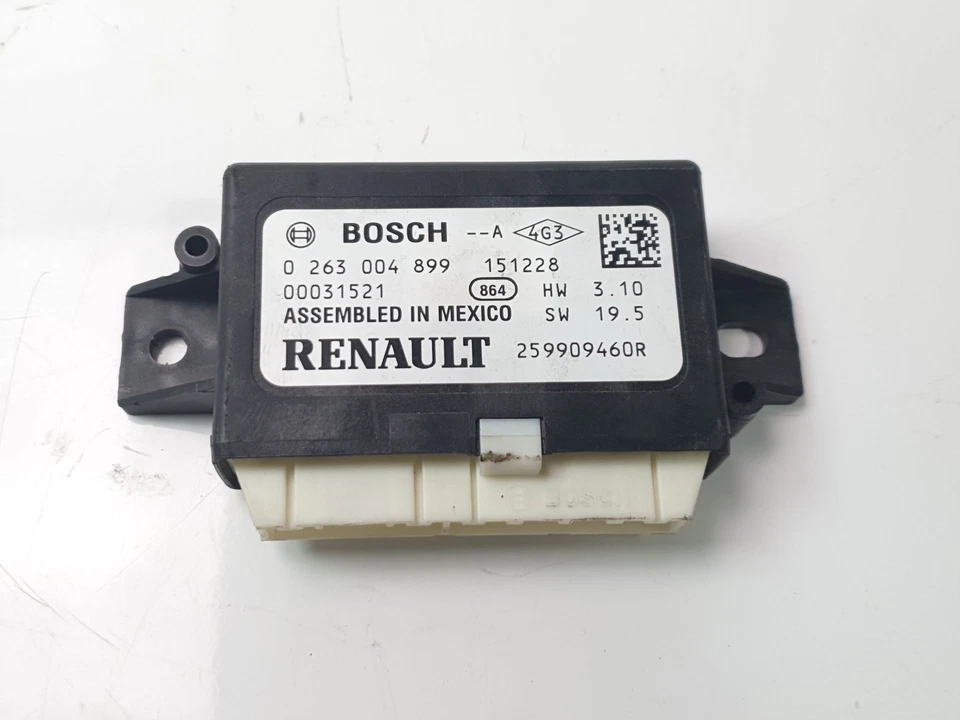 BOSCH --A 4G3
0 263 004 899 151228
00031521 864 HW 3.10
ASSEMBLED IN MEXICO SW 19.5
RENAULT 259909460R
BOSCH